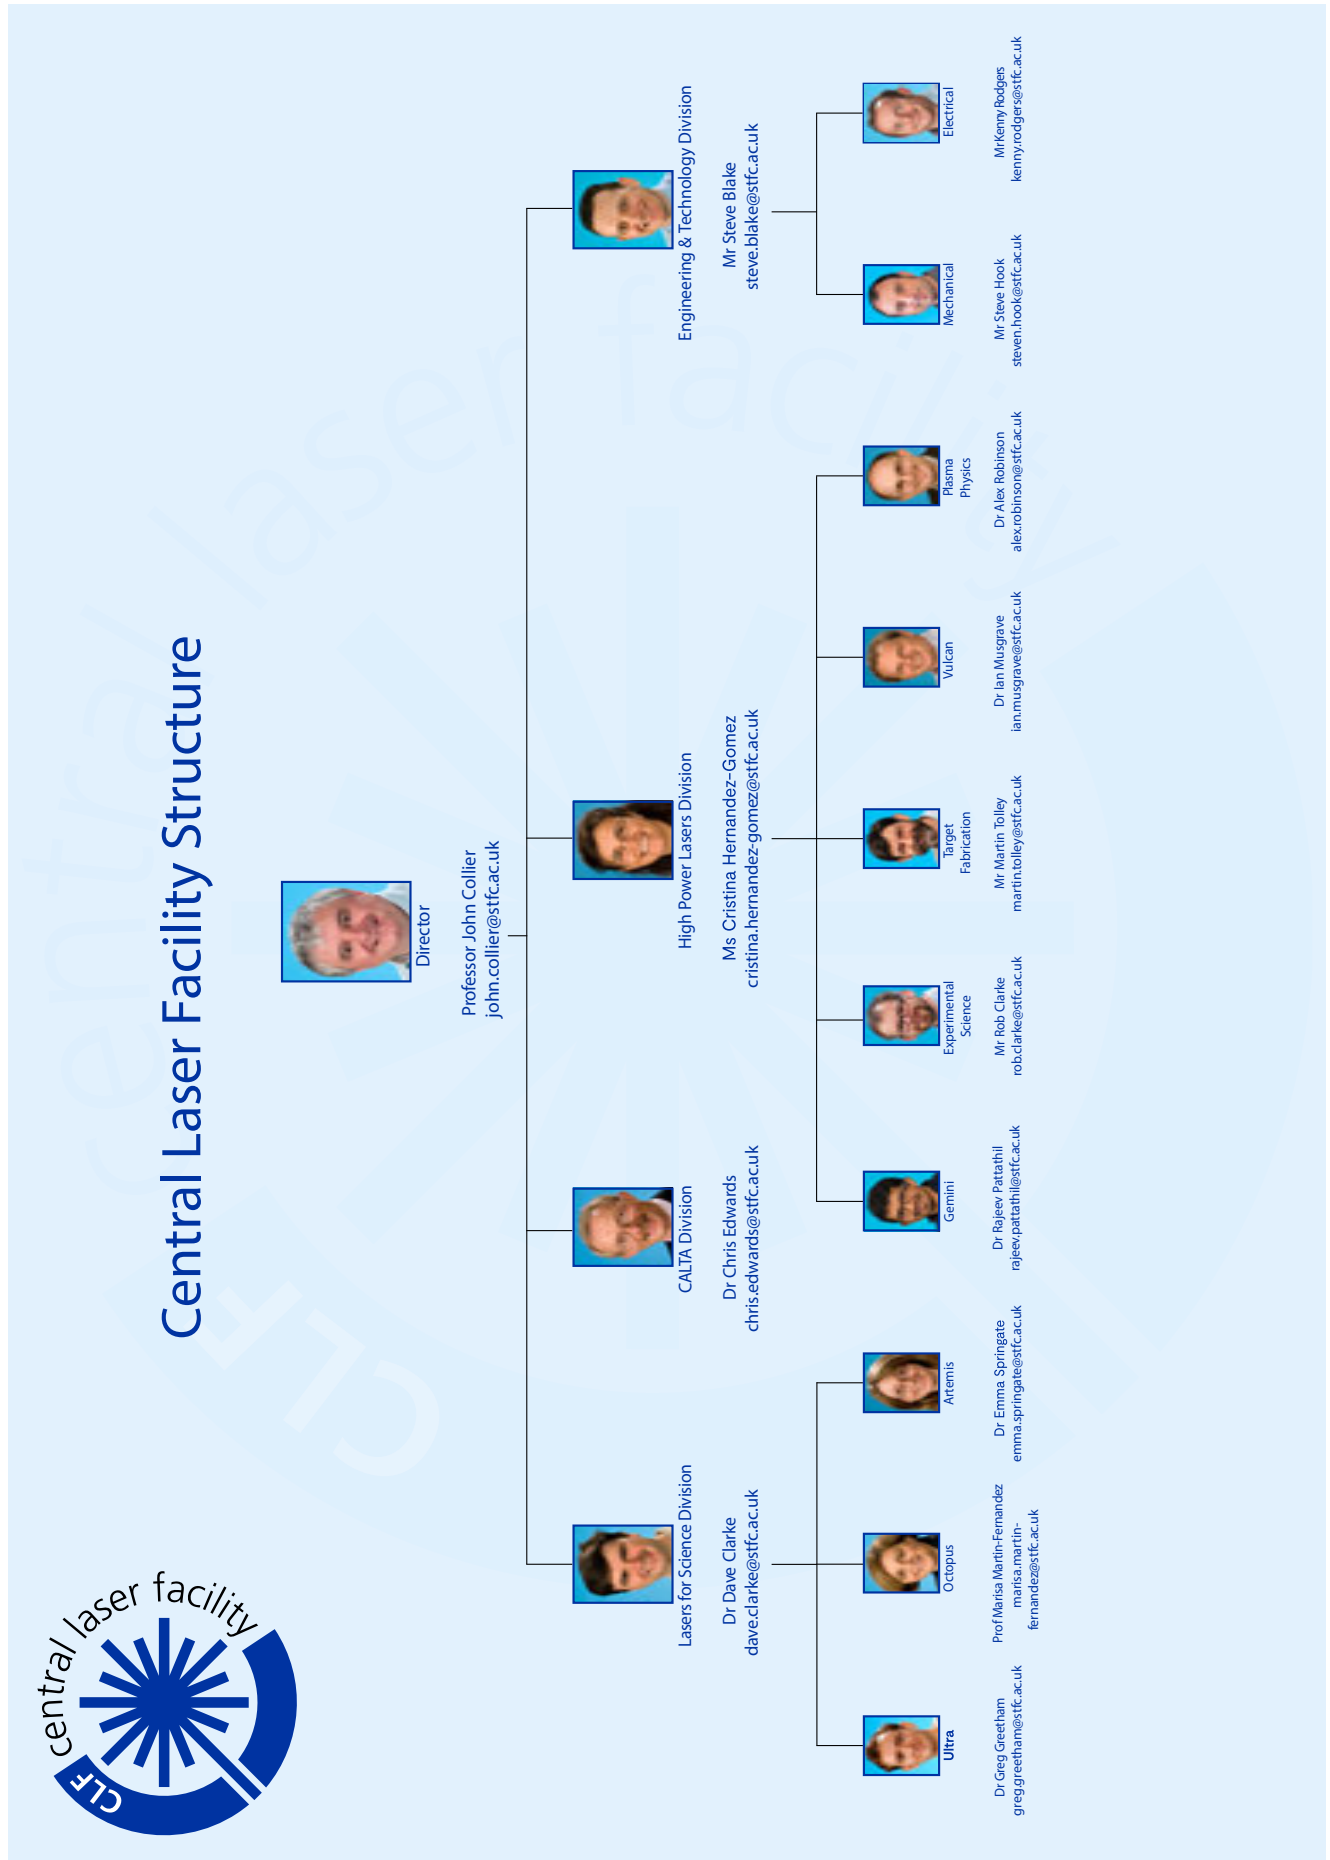 central laser facility
CLF
Central Laser Facility Structure
Director
Professor John Collier
john.collier@stfc.ac.uk
Lasers for Science Division
Dr Dave Clarke
dave.clarke@stfc.ac.uk
CALTA Division
Dr Chris Edwards
chris.edwards@stfc.ac.uk
High Power Lasers Division
Ms Cristina Hernandez-Gomez
cristina.hernandez-gomez@stfc.ac.uk
Engineering & Technology Division
Mr Steve Blake
steve.blake@stfc.ac.uk
Ultra
Dr Greg Greetham
greg.greetham@stfc.ac.uk
Octopus
Prof Marisa Martin-Fernandez
marisa.martin-
fernandez@stfc.ac.uk
Artemis
Dr Emma Springate
emma.springate@stfc.ac.uk
Gemini
Dr Rajeev Pattathil
rajeev.pattathil@stfc.ac.uk
Experimental
Science
Mr Rob Clarke
rob.clarke@stfc.ac.uk
Target
Fabrication
Mr Martin Tolley
martin.tolley@stfc.ac.uk
Vulcan
Dr Ian Musgrave
ian.musgrave@stfc.ac.uk
Plasma
Physics
Dr Alex Robinson
alex.robinson@stfc.ac.uk
Mechanical
Mr Steve Hook
steven.hook@stfc.ac.uk
Electrical
Mr Kenny Rodgers
kenny.rodgers@stfc.ac.uk
central laser facility
CLF